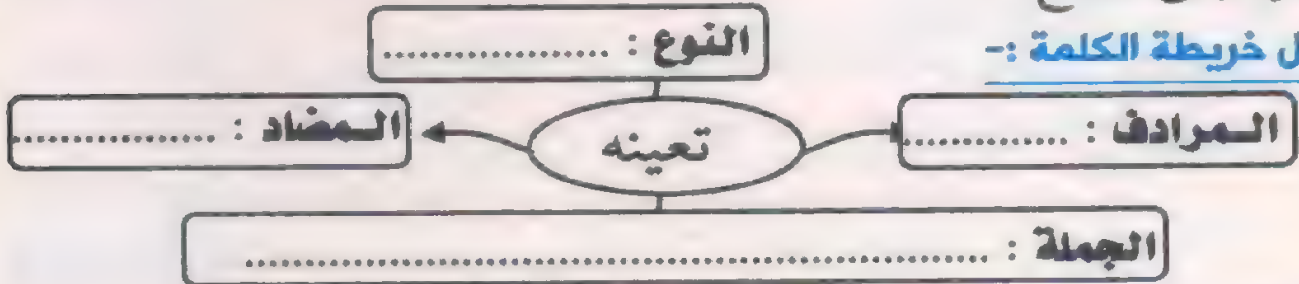 ل خريطة الكلمة :-
النوع : ..................
المرادف : ..............
تعينه
المضاد : ..................
الجملة : ..................................................................